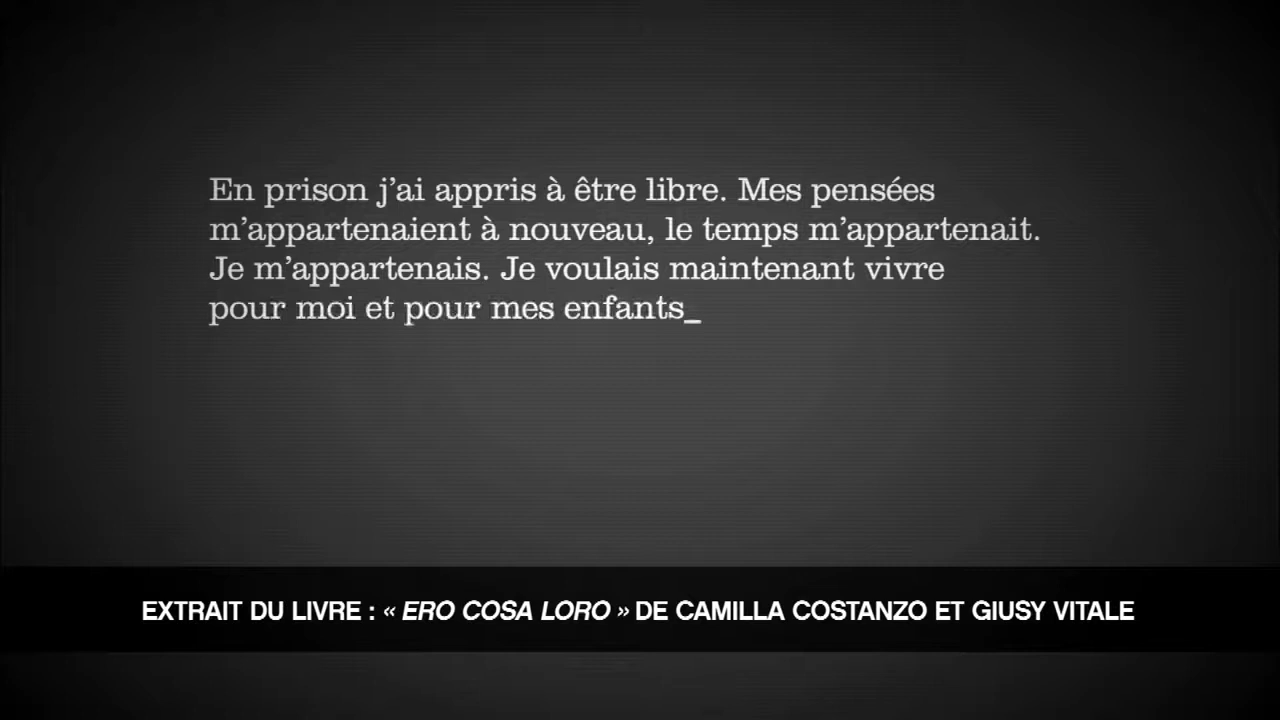 En prison j’ai appris à être libre. Mes pensées
m’appartenaient à nouveau, le temps m’appartenait.
Je m’appartenais. Je voulais maintenant vivre
pour moi et pour mes enfants_
EXTRAIT DU LIVRE : « ERO COSA LORO » DE CAMILLA COSTANZO ET GIUSY VITALE